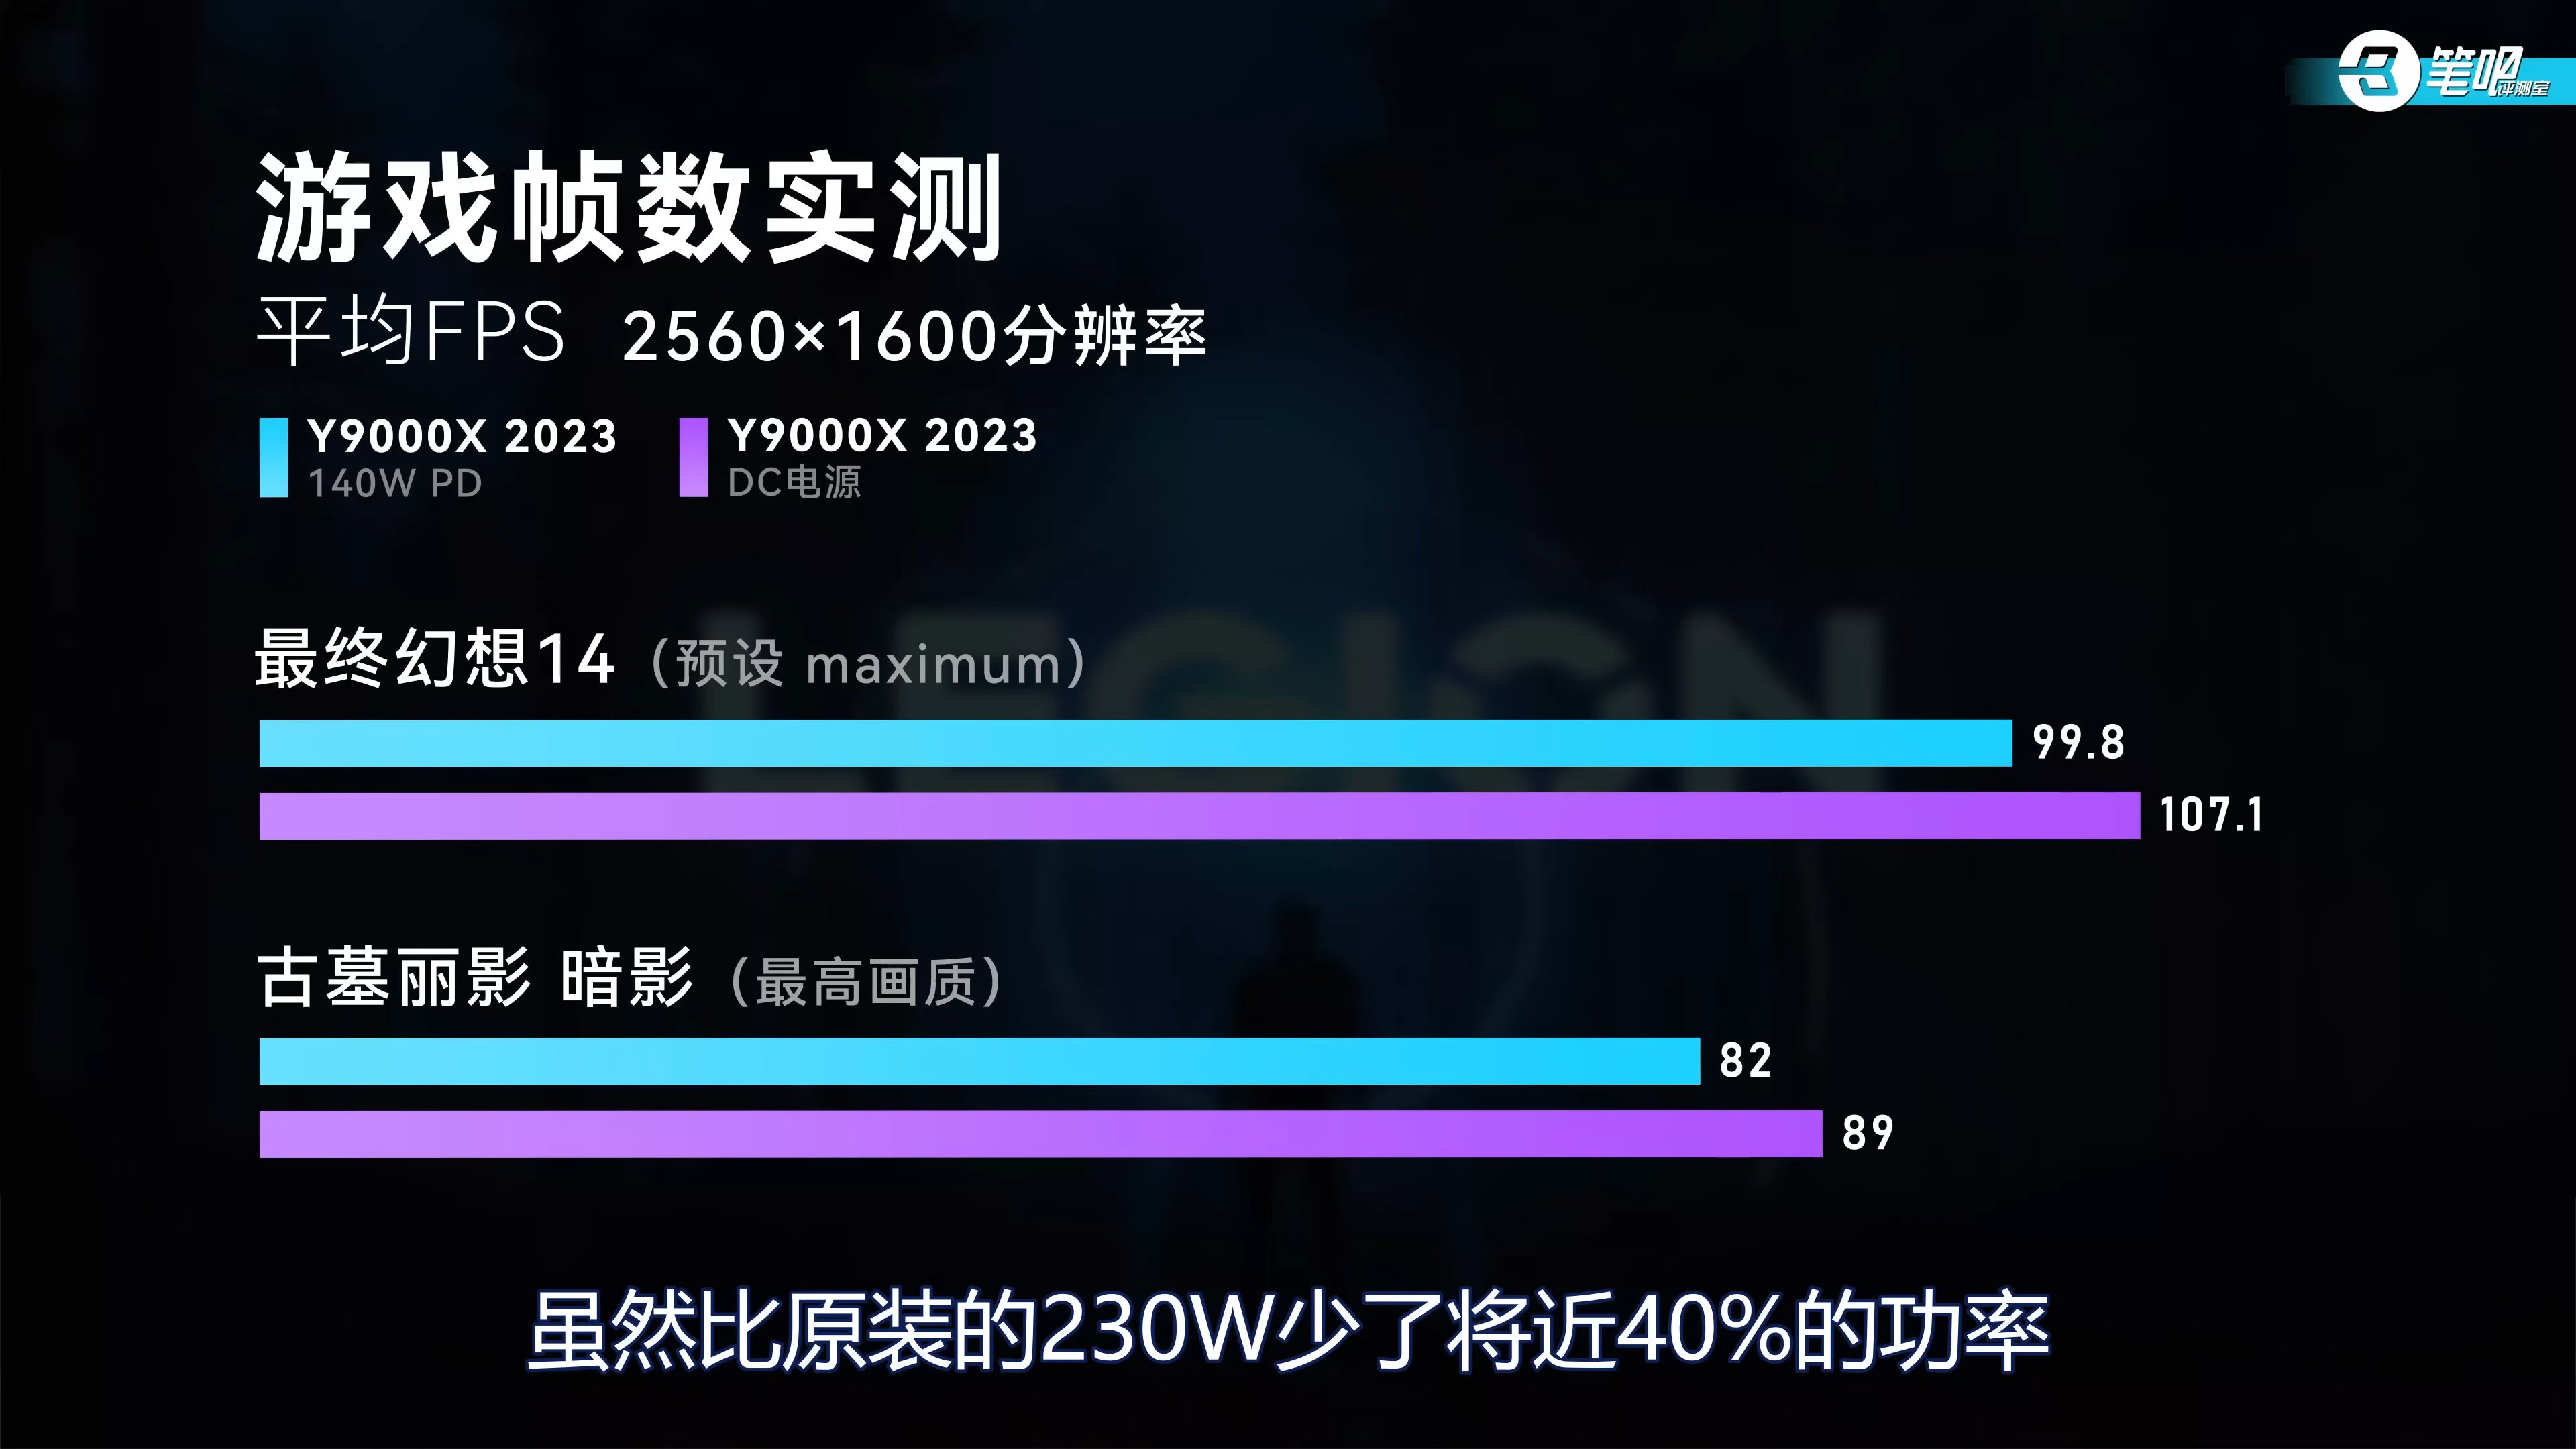 笔吧评测室
游戏帧数实测
平均FPS 2560×1600分辨率
Y9000X 2023 Y9000X 2023
140W PD DC电源
LEGION
最终幻想14（预设 maximum）
99.8
107.1
古墓丽影 暗影（最高画质）
82
89
虽然比原装的230W少了将近40%的功率